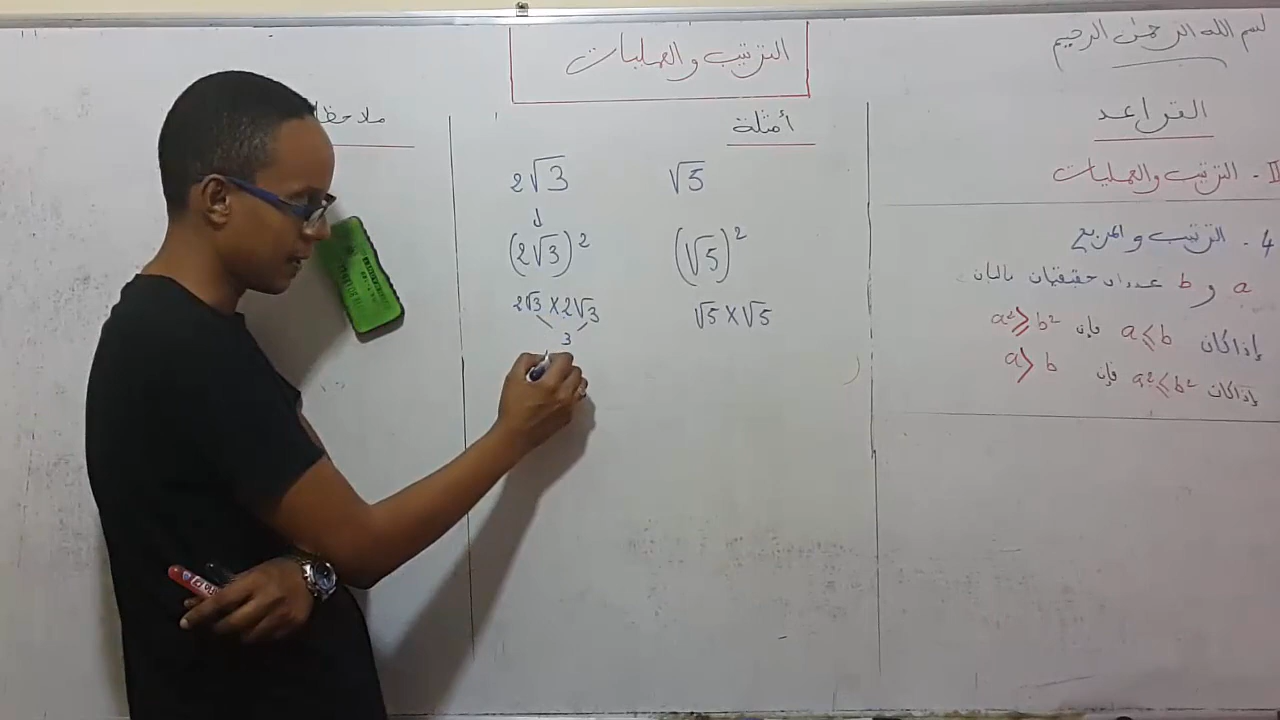 بسم الله الرحمن الرحيم
الترتيب والعمليات
القواعد
II - الترتيب والعمليات
4 - الترتيب والمربع
a و b عددان حقيقيان سالبان
إذا كان a ⩽ b فإن a² ⩾ b²
إذا كان a² ⩽ b² فإن a ⩾ b
أمثلة
2√3 √5
(2√3)² (√5)²
2√3 X 2√3 √5 X √5
3